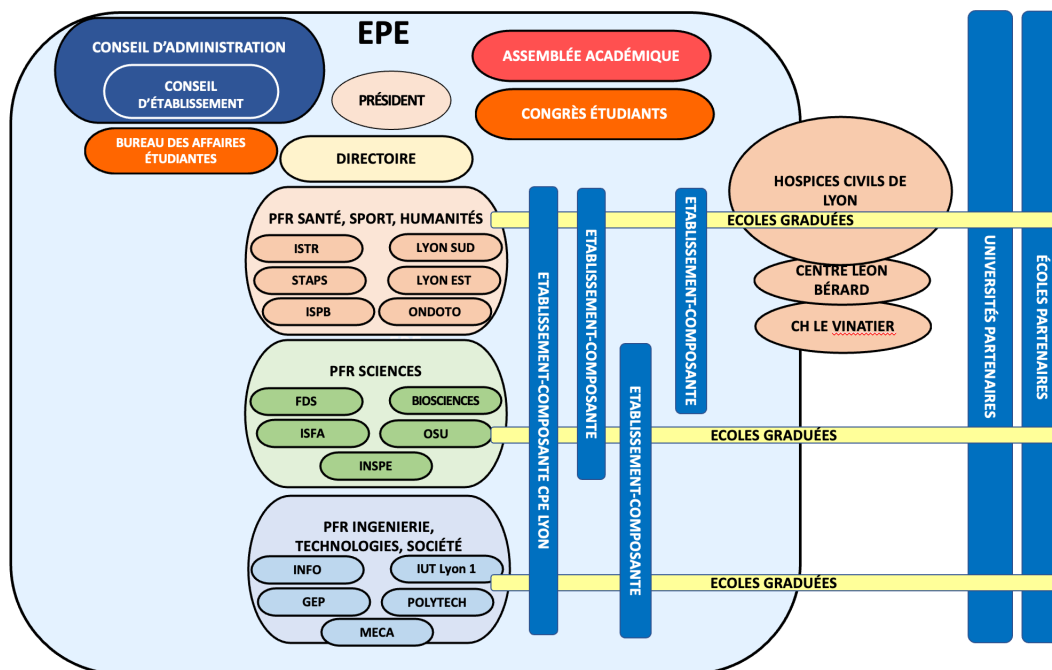 EPE
CONSEIL D'ADMINISTRATION
CONSEIL
D'ÉTABLISSEMENT
BUREAU DES AFFAIRES
ÉTUDIANTES
PRÉSIDENT
DIRECTOIRE
ASSEMBLÉE ACADÉMIQUE
CONGRÈS ÉTUDIANTS
PFR SANTÉ, SPORT, HUMANITÉS
ISTR
LYON SUD
STAPS
LYON EST
ISPB
ONDOTO
PFR SCIENCES
FDS
BIOSCIENCES
ISFA
OSU
INSPE
PFR INGENIERIE,
TECHNOLOGIES, SOCIÉTÉ
INFO
IUT Lyon 1
GEP
POLYTECH
MECA
ETABLISSEMENT-COMPOSANTE CPE LYON
ETABLISSEMENT-COMPOSANTE
ETABLISSEMENT-COMPOSANTE
ETABLISSEMENT-COMPOSANTE
HOSPICES CIVILS DE
LYON
ECOLES GRADUÉES
CENTRE LÉON
BÉRARD
CH LE VINATIER
ECOLES GRADUÉES
ECOLES GRADUÉES
UNIVERSITÉS PARTENAIRES
ÉCOLES PARTENAIRES